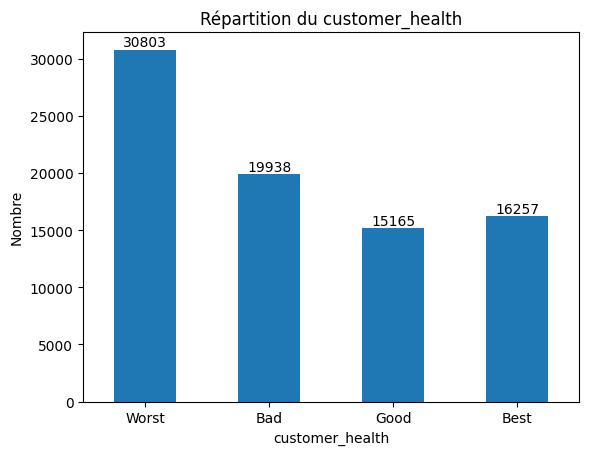 Répartition du customer_health
30803
19938
15165
16257
30000
25000
20000
15000
10000
5000
0
Nombre
Worst
Bad
Good
Best
customer_health